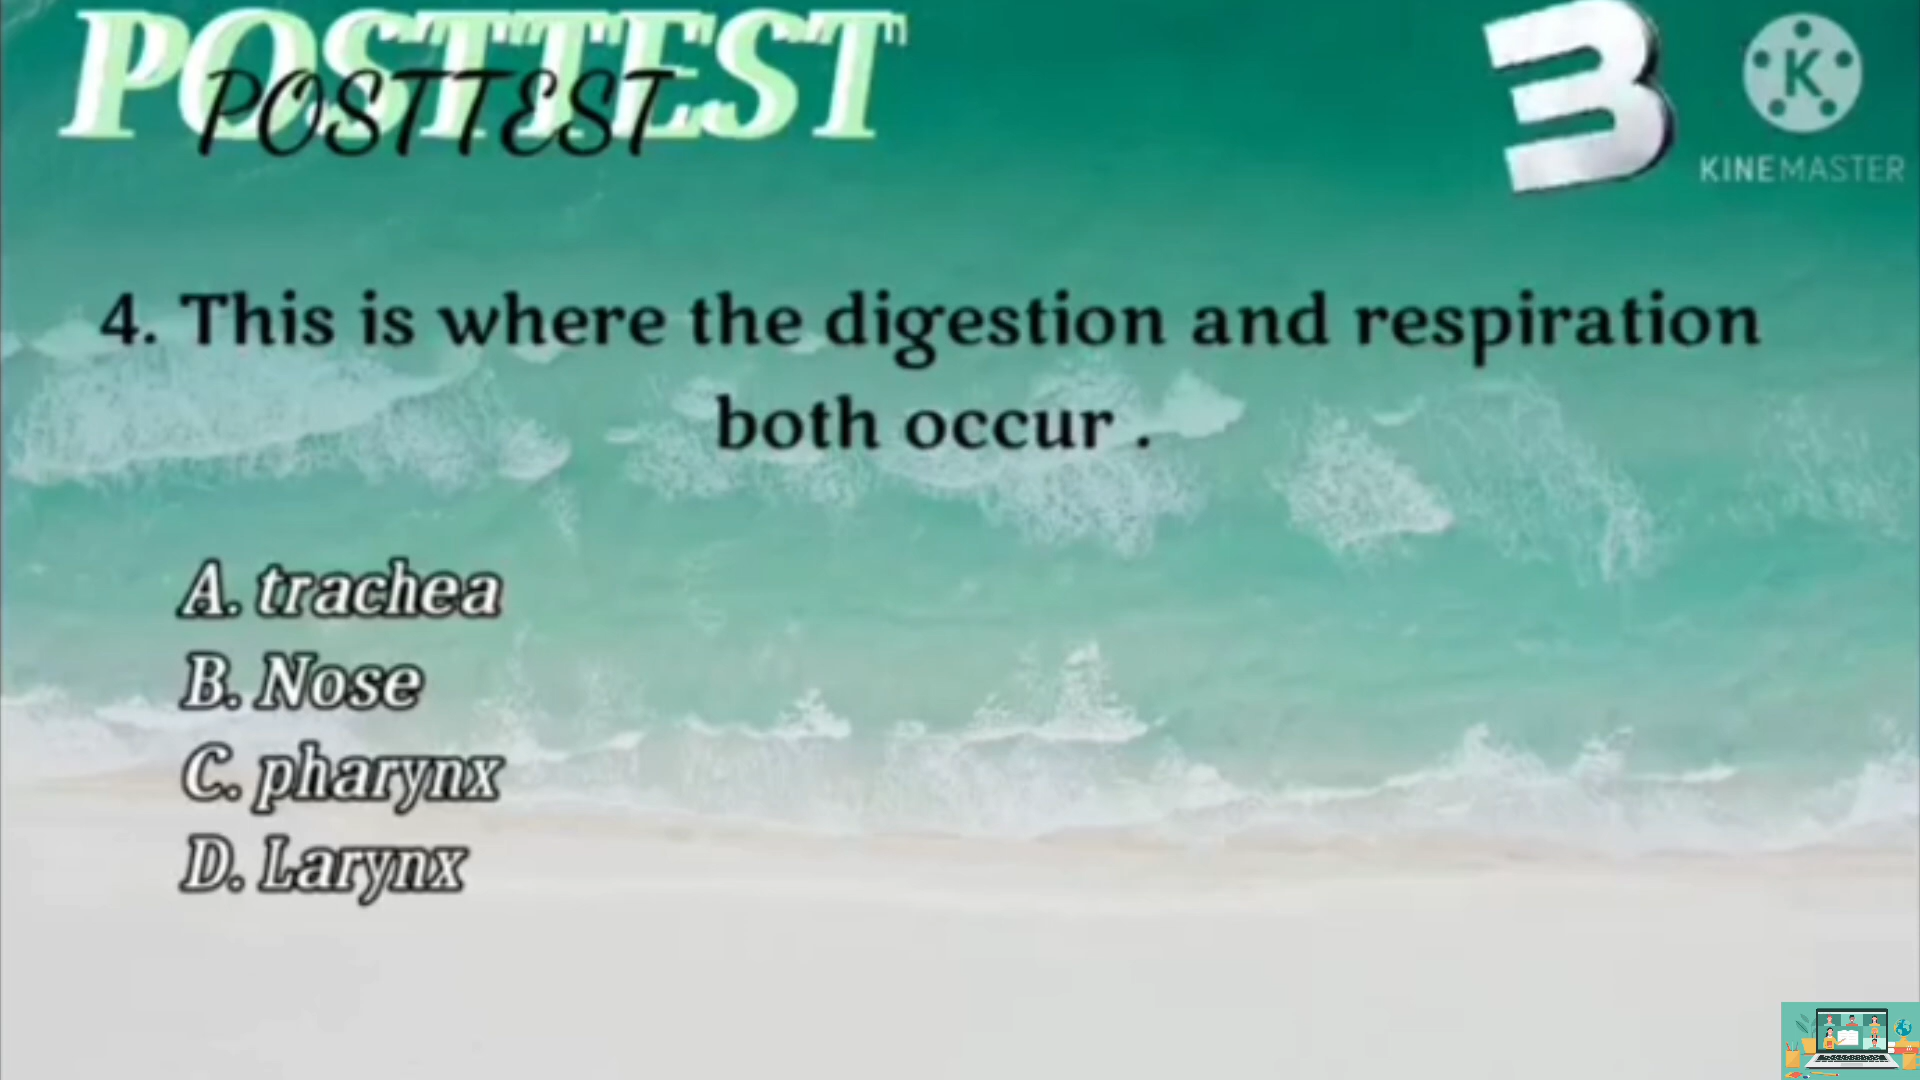 POSTTEST
POSTTEST
3
K
KINEMASTER
4. This is where the digestion and respiration
both occur .
A. trachea
B. Nose
C. pharynx
D. Larynx